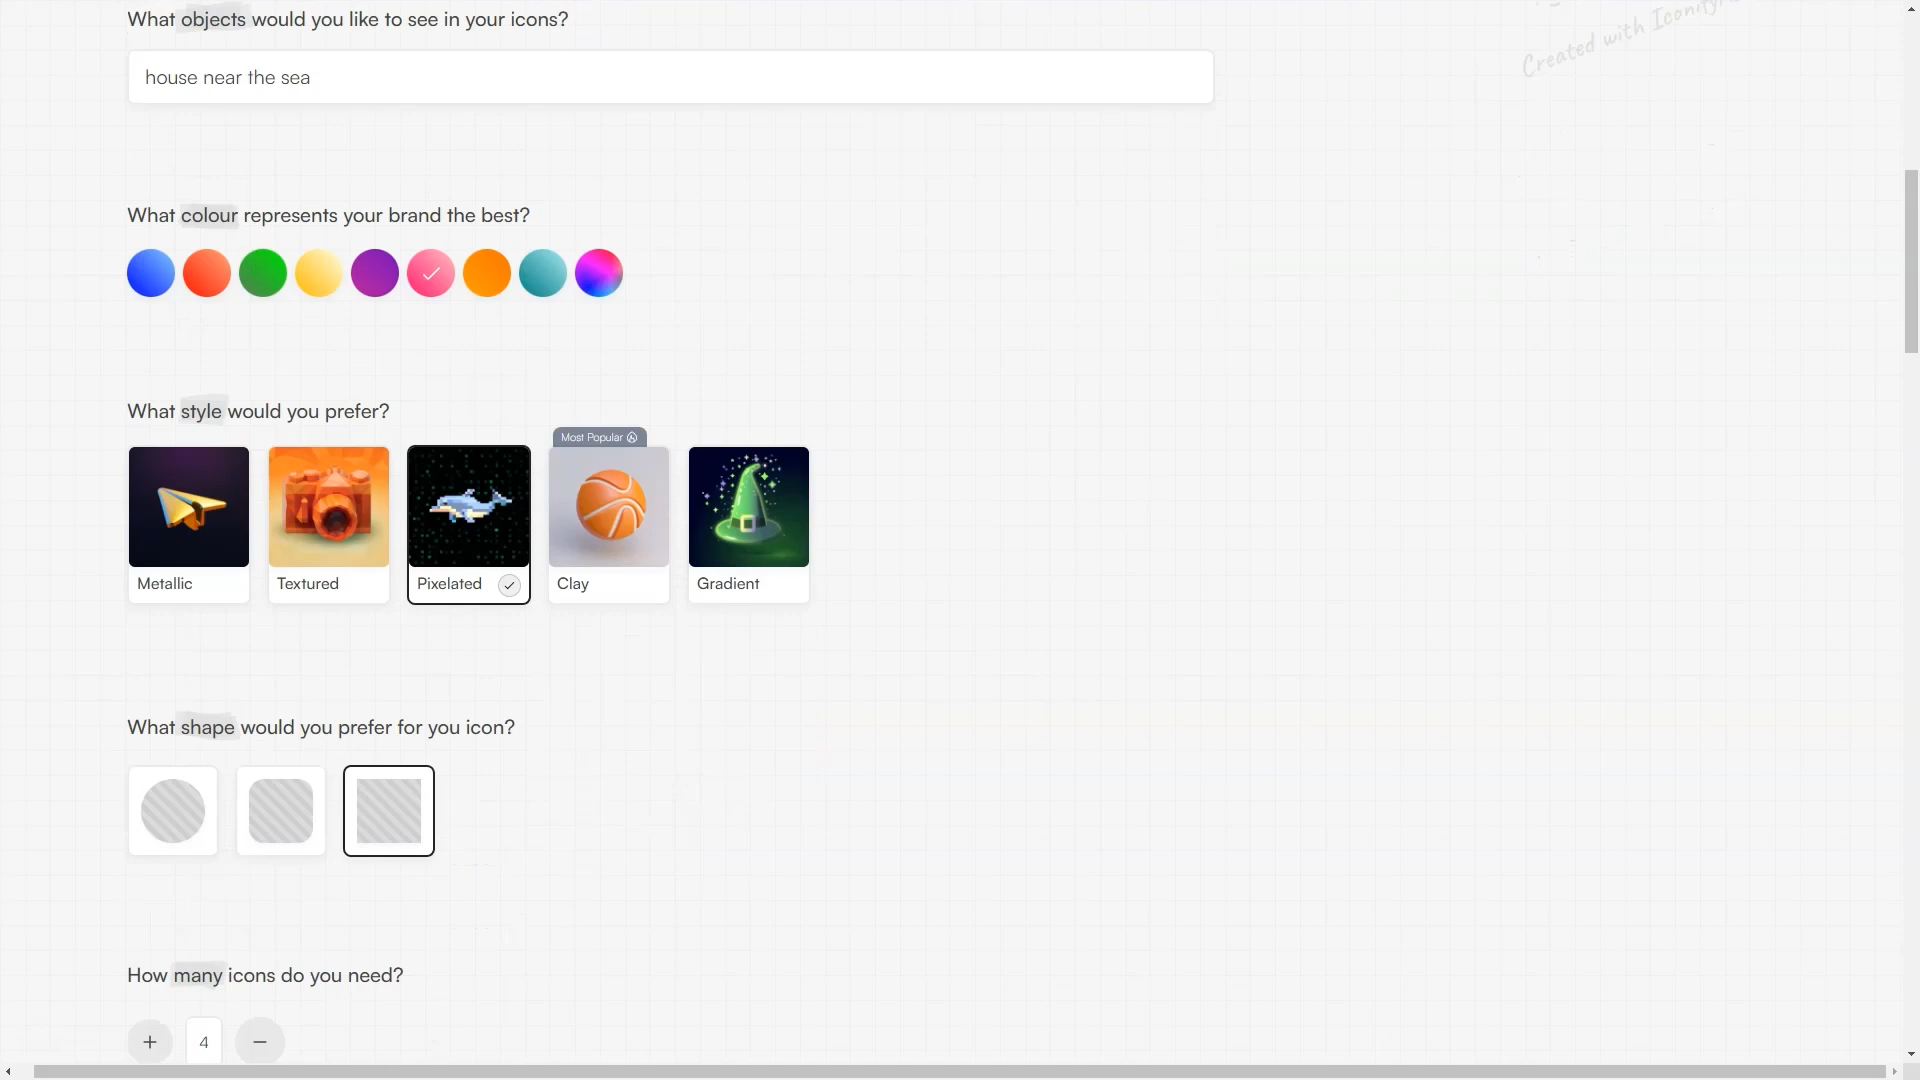 What objects would you like to see in your icons?
Created with Iconity
house near the sea
What colour represents your brand the best?
What style would you prefer?
Most Popular
Metallic
Textured
Pixelated
Clay
Gradient
What shape would you prefer for you icon?
How many icons do you need?
+ 4 −